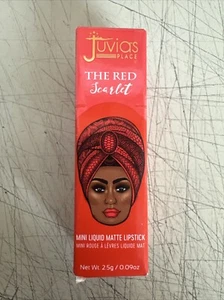 Juvia's
PLACE
THE RED
Scarlet
MINI LIQUID MATTE LIPSTICK
MINI ROUGE À LÈVRES LIQUIDE MAT
Net Wt. 2.5g / 0.09oz